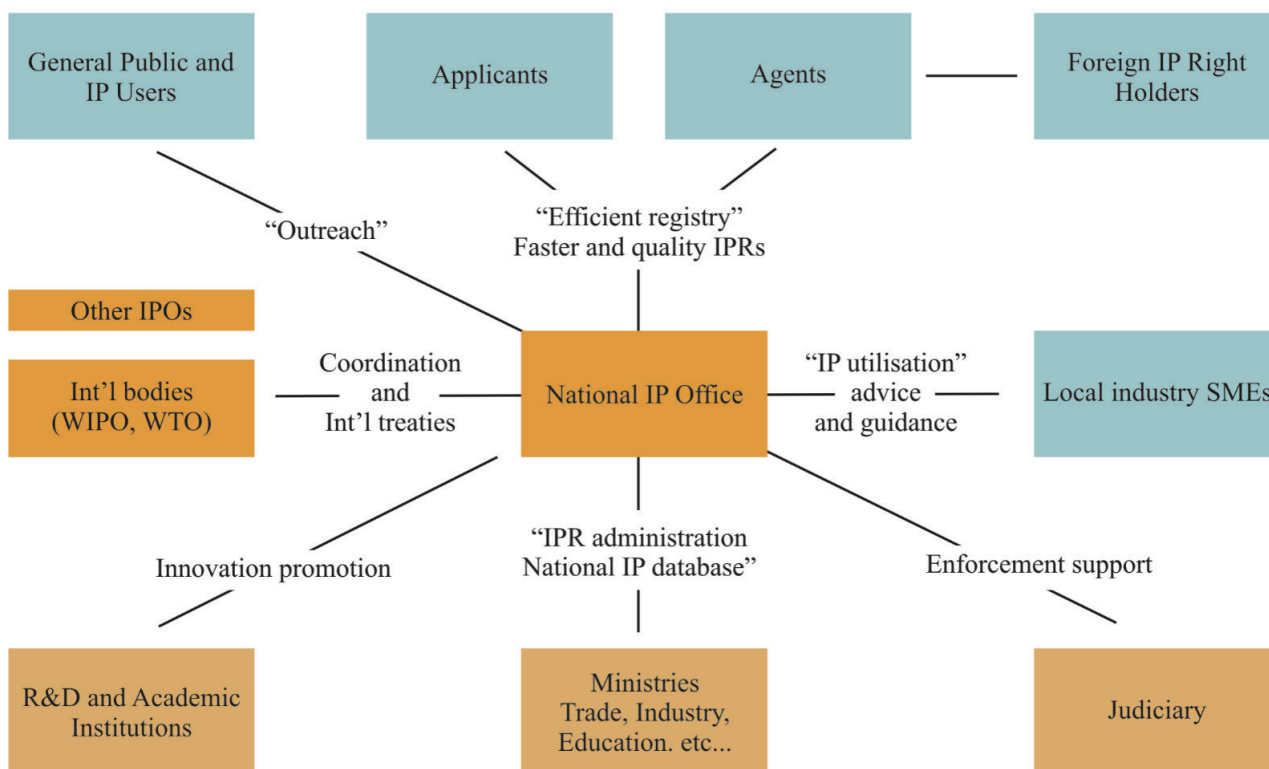 General Public and
IP Users
Applicants
Agents
Foreign IP Right
Holders
“Outreach”
“Efficient registry”
Faster and quality IPRs
Other IPOs
Int’l bodies
(WIPO, WTO)
Coordination
and
Int’l treaties
National IP Office
“IP utilisation”
advice
and guidance
Local industry SMEs
Innovation promotion
“IPR administration
National IP database”
Enforcement support
R&D and Academic
Institutions
Ministries
Trade, Industry,
Education. etc...
Judiciary